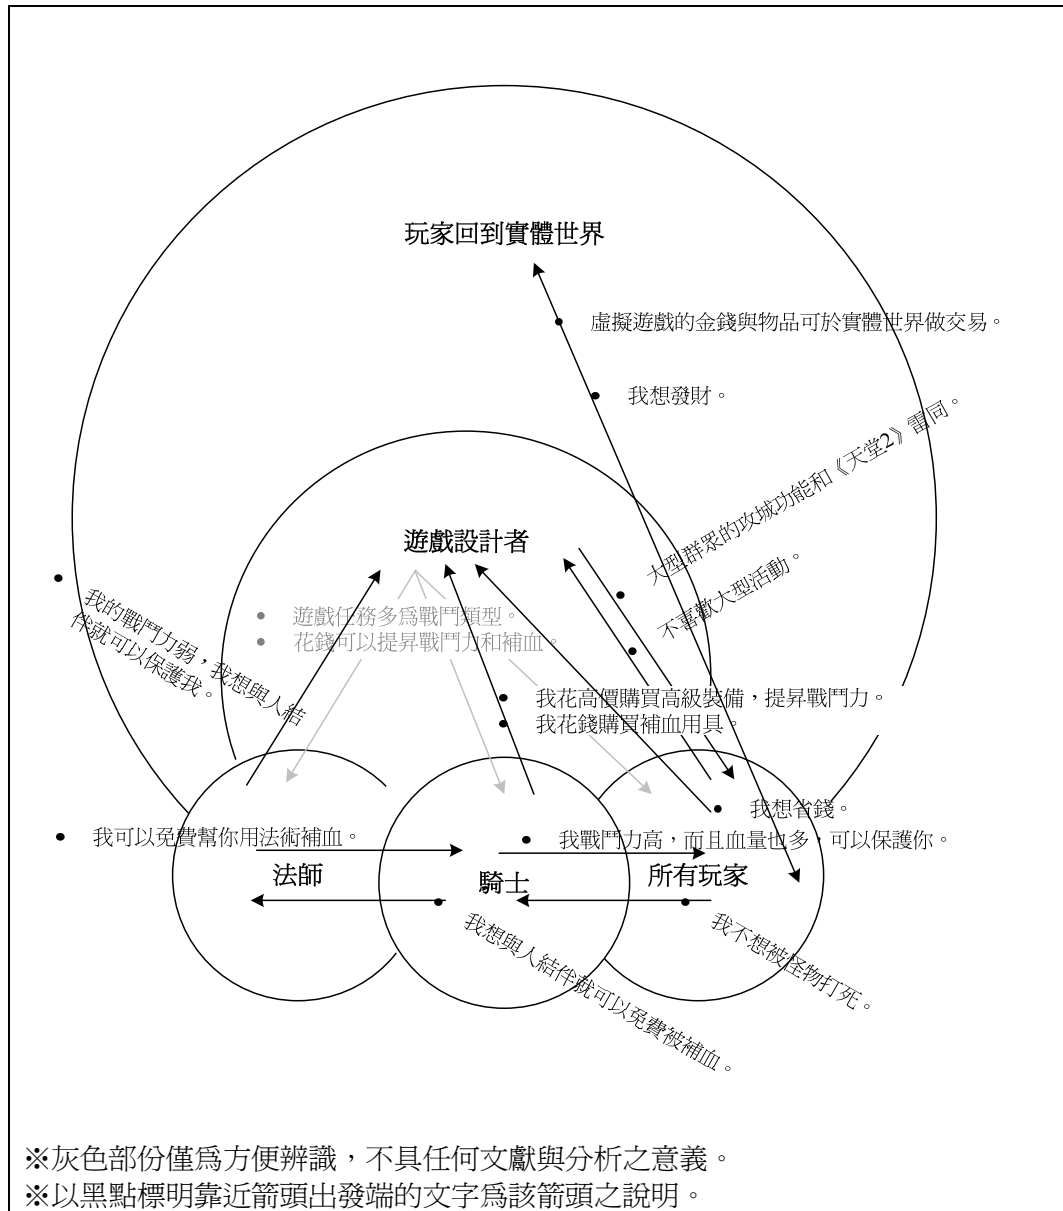 玩家回到實體世界
虛擬遊戲的金錢與物品可於實體世界做交易。
我想發財。
大型群眾的攻城功能和《天堂2》雷同。
不喜歡大型活動。
遊戲設計者
我的戰鬥力弱，我想與人結
伴就可以保護我。
遊戲任務多為戰鬥類型。
花錢可以提昇戰鬥力和補血。
我花高價購買高級裝備，提昇戰鬥力。
我花錢購買補血用具。
我想省錢。
我可以免費幫你用法術補血。
我戰鬥力高，而且血量也多，可以保護你。
法師
騎士
所有玩家
我想與人結伴就可以免費被補血。
我不想被怪物打死。
※灰色部份僅為方便辨識，不具任何文獻與分析之意義。
※以黑點標明靠近箭頭出發端的文字為該箭頭之說明。